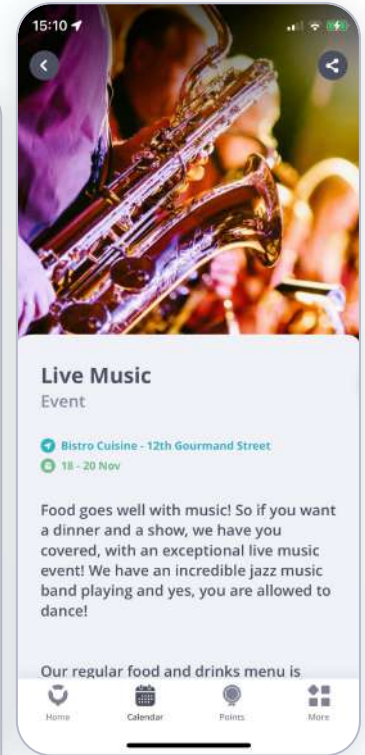 15:10
Live Music
Event
Bistro Cuisine - 12th Gourmand Street
18 - 20 Nov
Food goes well with music! So if you want
a dinner and a show, we have you
covered, with an exceptional live music
event! We have an incredible jazz music
band playing and yes, you are allowed to
dance!
Our regular food and drinks menu is
Home
Calendar
Points
More